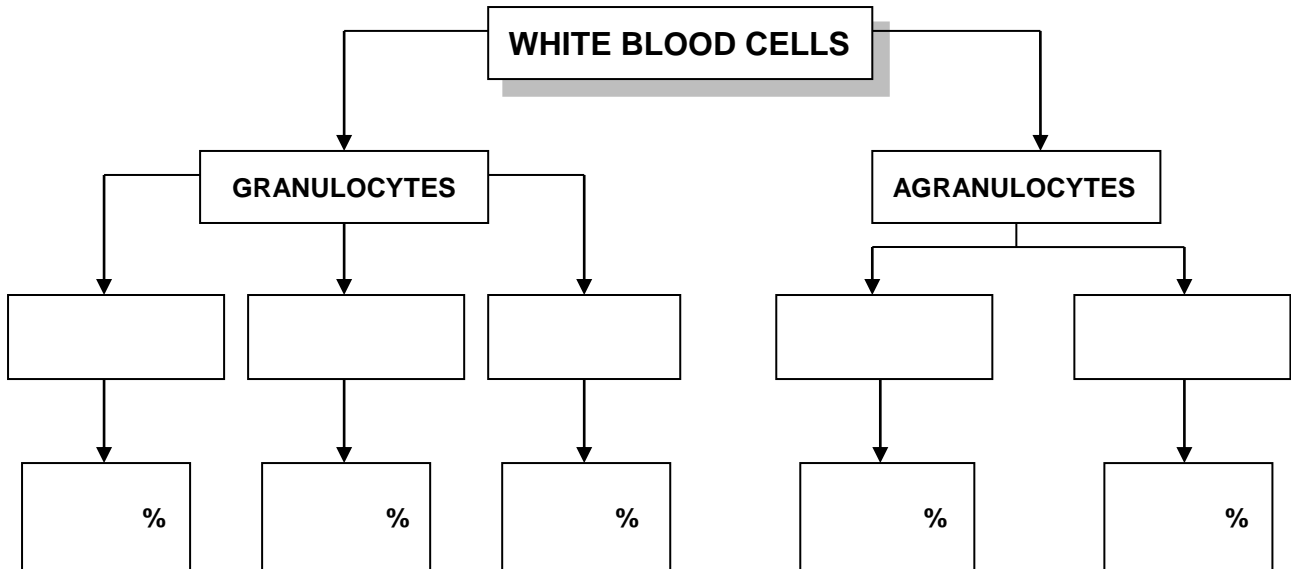 WHITE BLOOD CELLS
GRANULOCYTES
AGRANULOCYTES
%
%
%
%
%